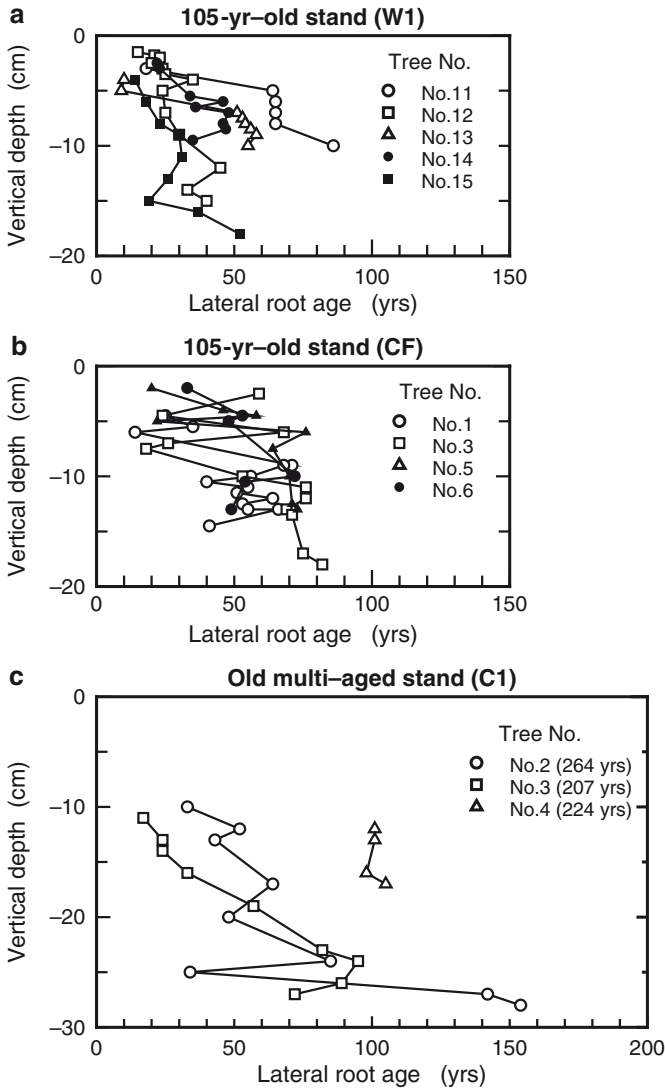 a
105-yr–old stand (W1)
0
–10
–20
Vertical depth (cm)
Tree No.
No.11
No.12
No.13
No.14
No.15
0 50 100 150
Lateral root age (yrs)
b
105-yr–old stand (CF)
0
–10
–20
Vertical depth (cm)
Tree No.
No.1
No.3
No.5
No.6
0 50 100 150
Lateral root age (yrs)
c
Old multi–aged stand (C1)
0
–10
–20
–30
Vertical depth (cm)
Tree No.
No.2 (264 yrs)
No.3 (207 yrs)
No.4 (224 yrs)
0 50 100 150 200
Lateral root age (yrs)